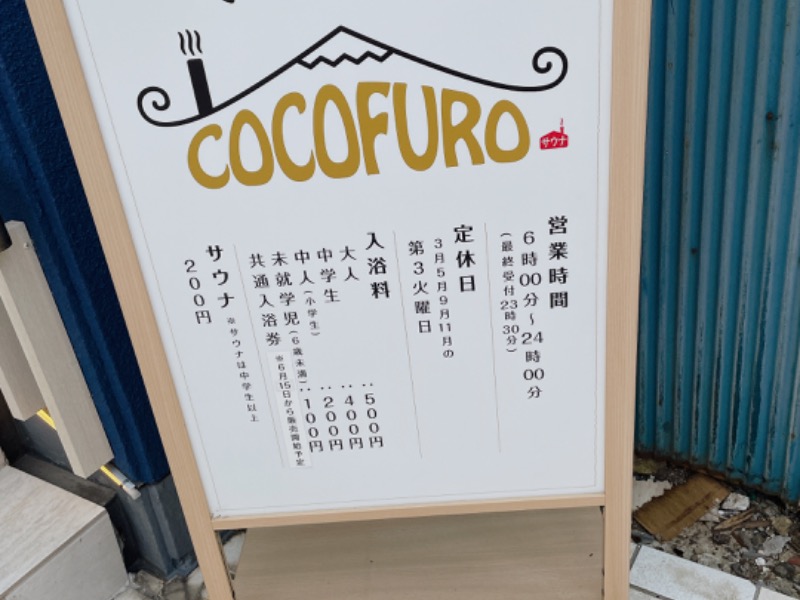 COCOFURO
サウナ
営業時間
6時00分～24時00分
(最終受付23時30分)
定休日
3月5月9月11月の
第3火曜日
入浴料
大人 :500円
中学生 :400円
中人(小学生) :200円
未就学児(6歳未満) :100円
共通入浴券 ※6月15日から販売開始予定
サウナ ※サウナは中学生以上
200円